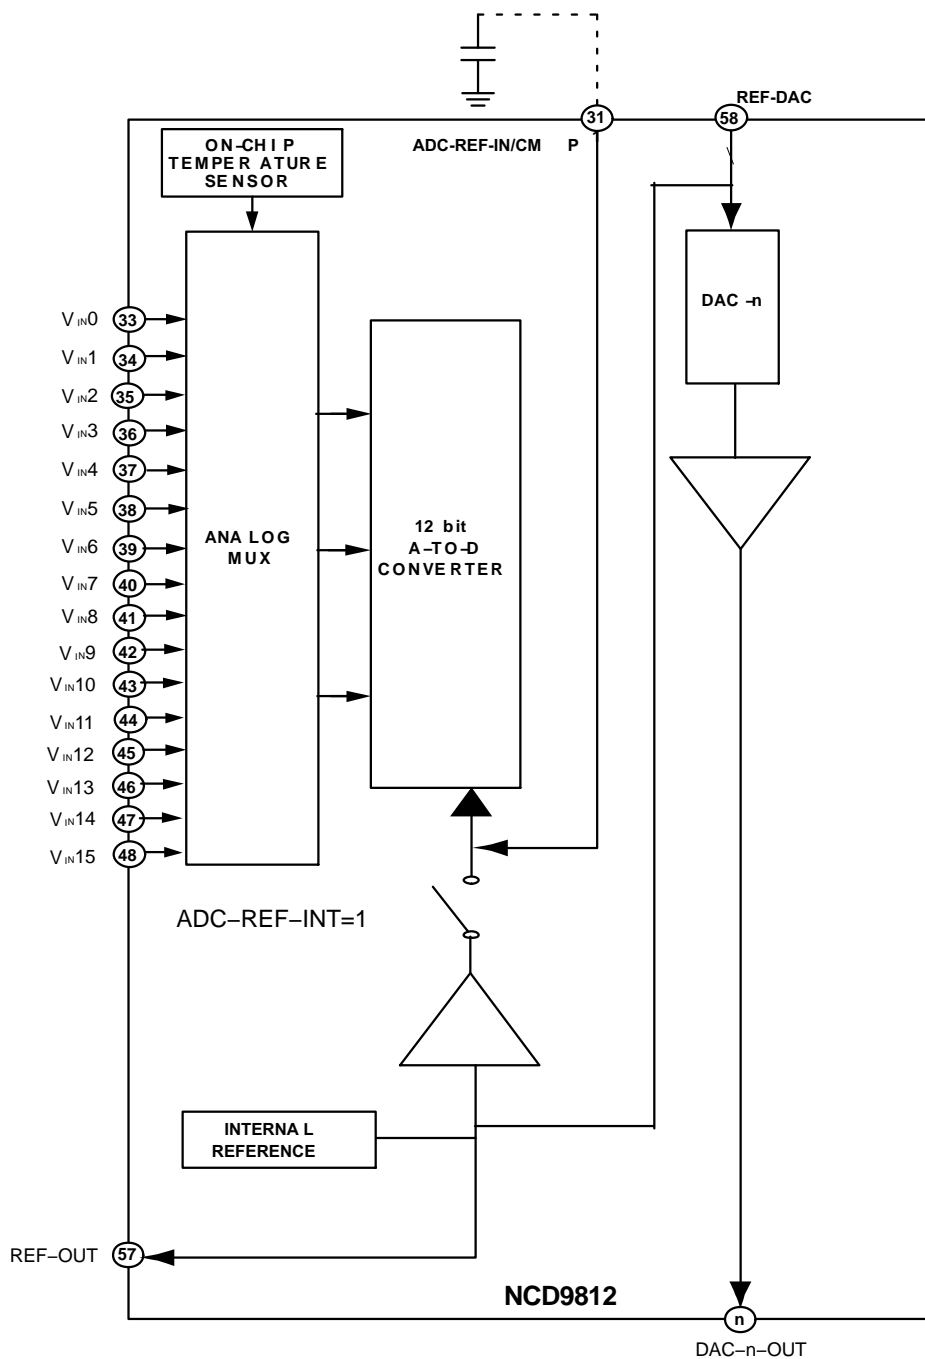 REF-DAC
31
58
ADC-REF-IN/CM P
ON-CHIP
TEMPERATURE
SENSOR
DAC -n
VIN0 33
VIN1 34
VIN2 35
VIN3 36
VIN4 37
VIN5 38
VIN6 39
VIN7 40
VIN8 41
VIN9 42
VIN10 43
VIN11 44
VIN12 45
VIN13 46
VIN14 47
VIN15 48
ANALOG
MUX
12 bit
A-TO-D
CONVERTER
ADC-REF-INT=1
INTERNAL
REFERENCE
REF-OUT 57
NCD9812
n
DAC-n-OUT